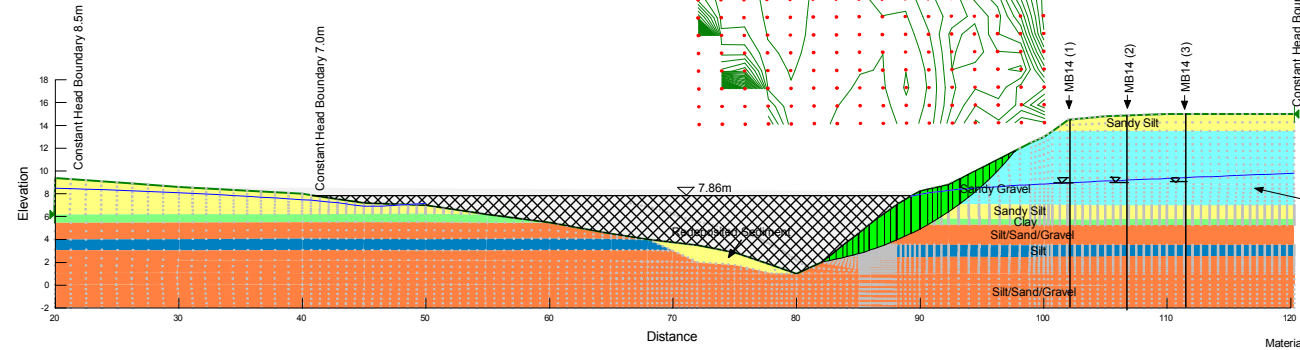 Constant Head Boundary 8.5m
Constant Head Boundary 7.0m
MB14 (1)
MB14 (2)
MB14 (3)
Constant Head Bou
18
16
14
12
10
8
6
4
2
0
-2
Elevation
7.86m
Sandy Silt
Sandy Gravel
Sandy Silt
Clay
Silt/Sand/Gravel
Redeposited Sediment
Silt
Silt/Sand/Gravel
20 30 40 50 60 70 80 90 100 110 120
Distance
Materia